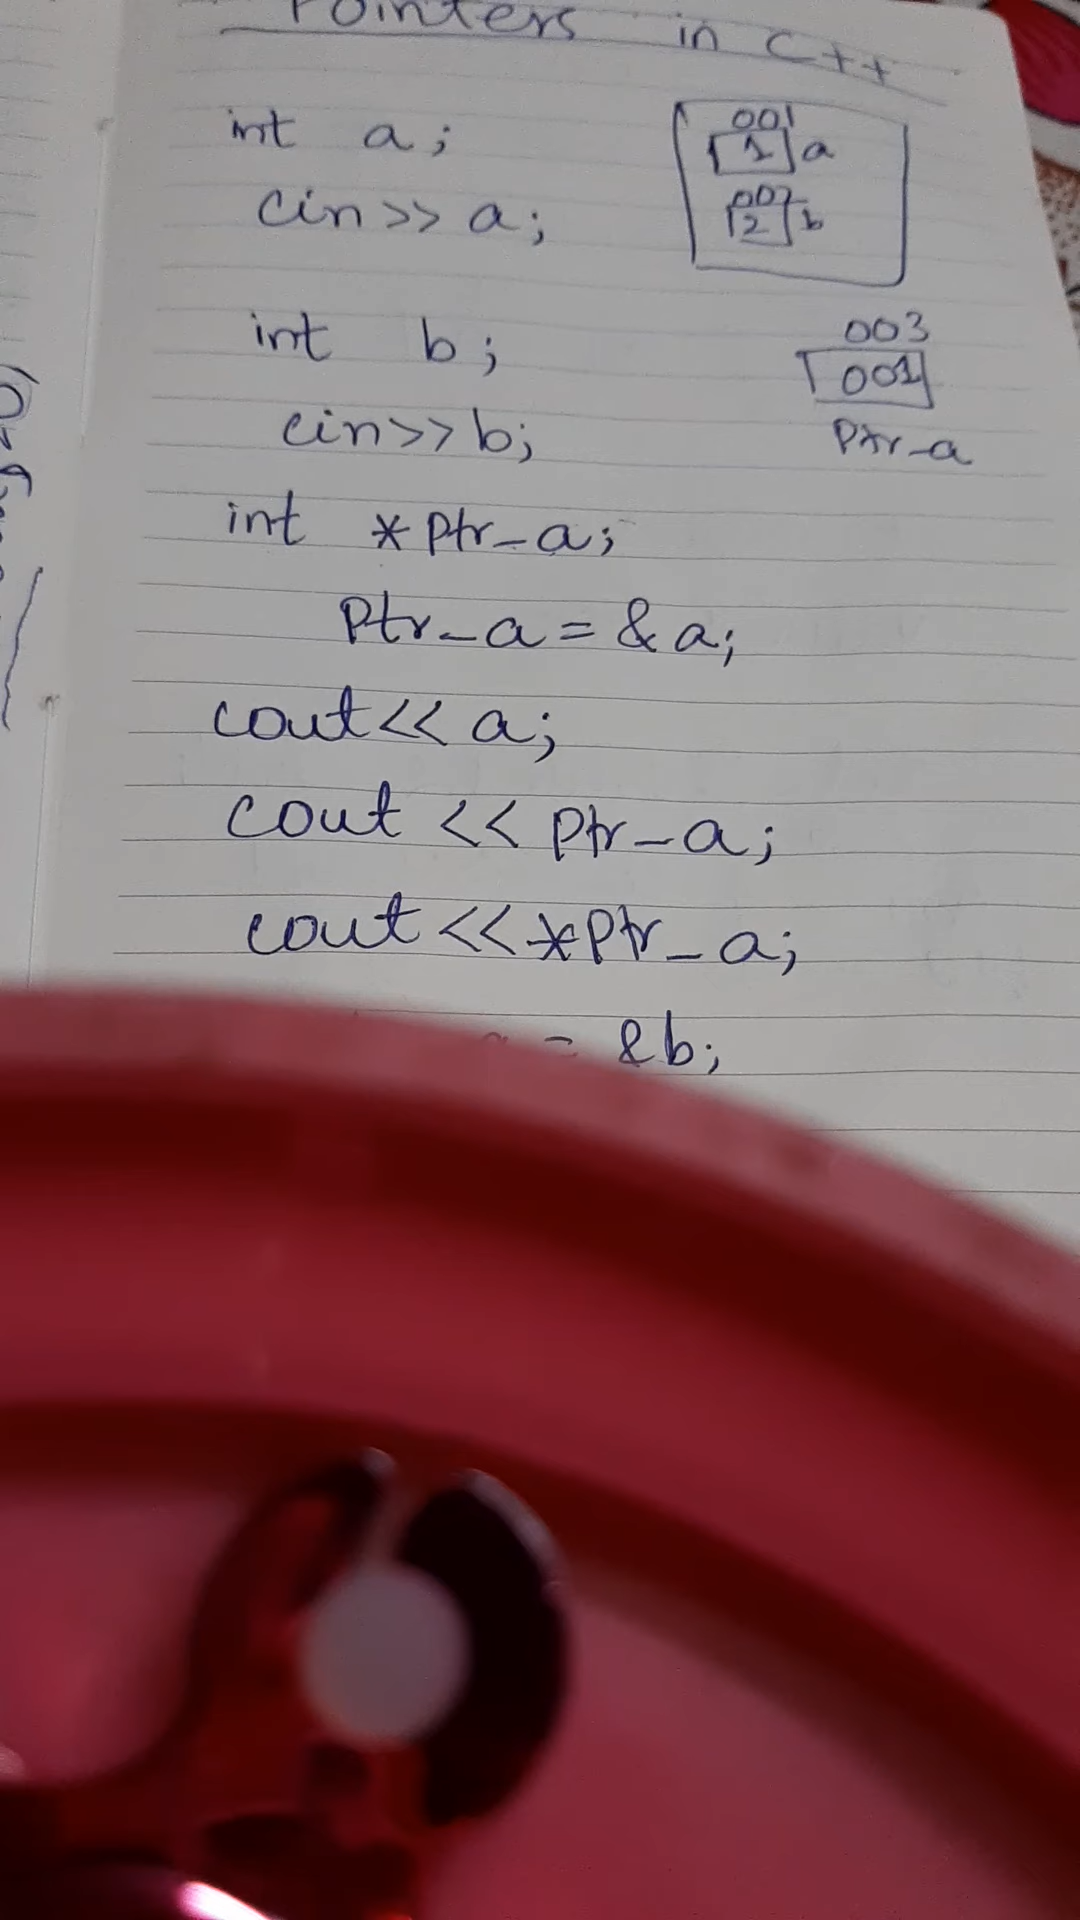 Pointers in C++
int a;
cin>> a;
001
1 a
002
2 b
int b;
cin>> b;
003
001
Ptr_a
int *Ptr_a;
Ptr_a = &a;
cout<< a;
cout << Ptr_a;
cout << *Ptr_a;
= &b;